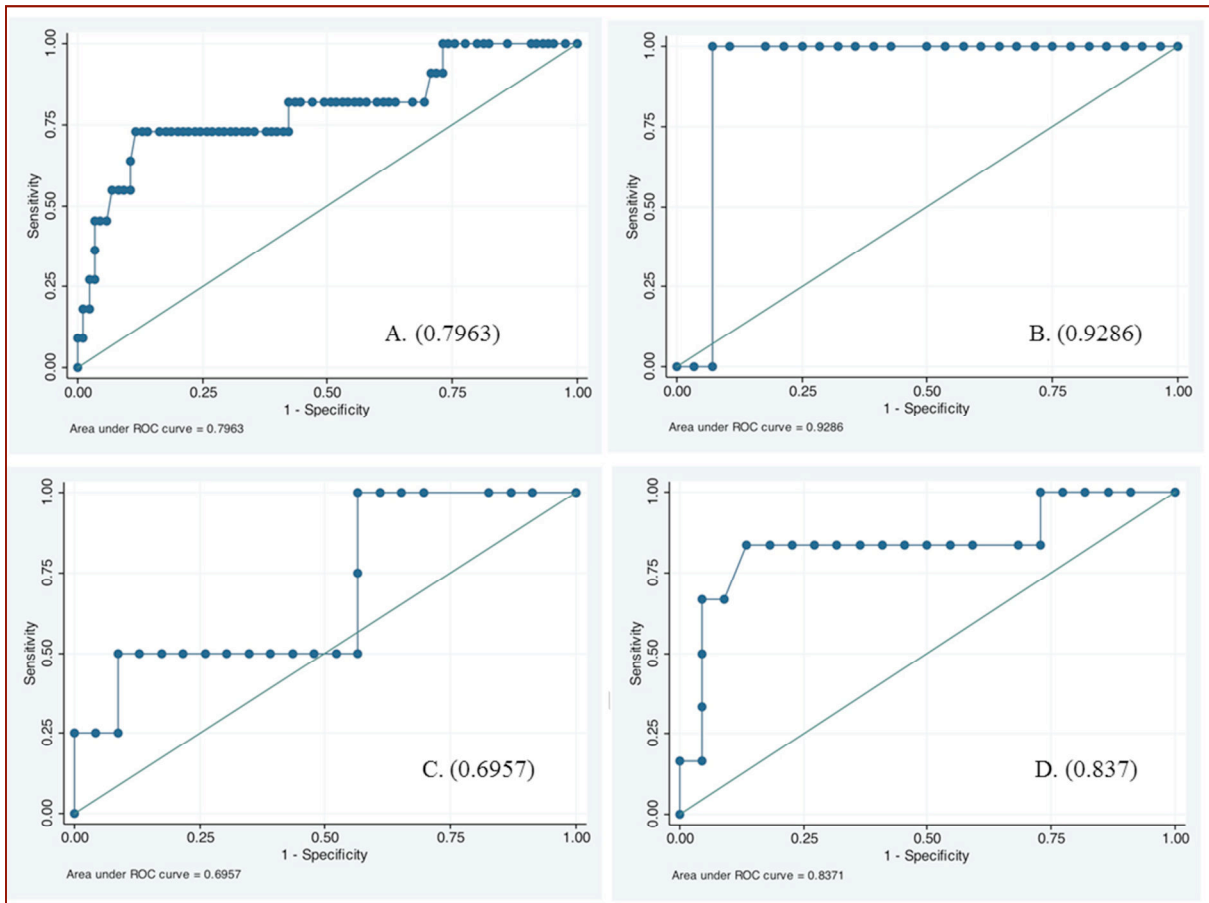 1.00
0.75
0.50
0.25
0.00
Sensitivity
A. (0.7963)
0.00 0.25 0.50 0.75 1.00
1 - Specificity
Area under ROC curve = 0.7963
1.00
0.75
0.50
0.25
0.00
Sensitivity
B. (0.9286)
0.00 0.25 0.50 0.75 1.00
1 - Specificity
Area under ROC curve = 0.9286
1.00
0.75
0.50
0.25
0.00
Sensitivity
C. (0.6957)
0.00 0.25 0.50 0.75 1.00
1 - Specificity
Area under ROC curve = 0.6957
1.00
0.75
0.50
0.25
0.00
Sensitivity
D. (0.837)
0.00 0.25 0.50 0.75 1.00
1 - Specificity
Area under ROC curve = 0.8371